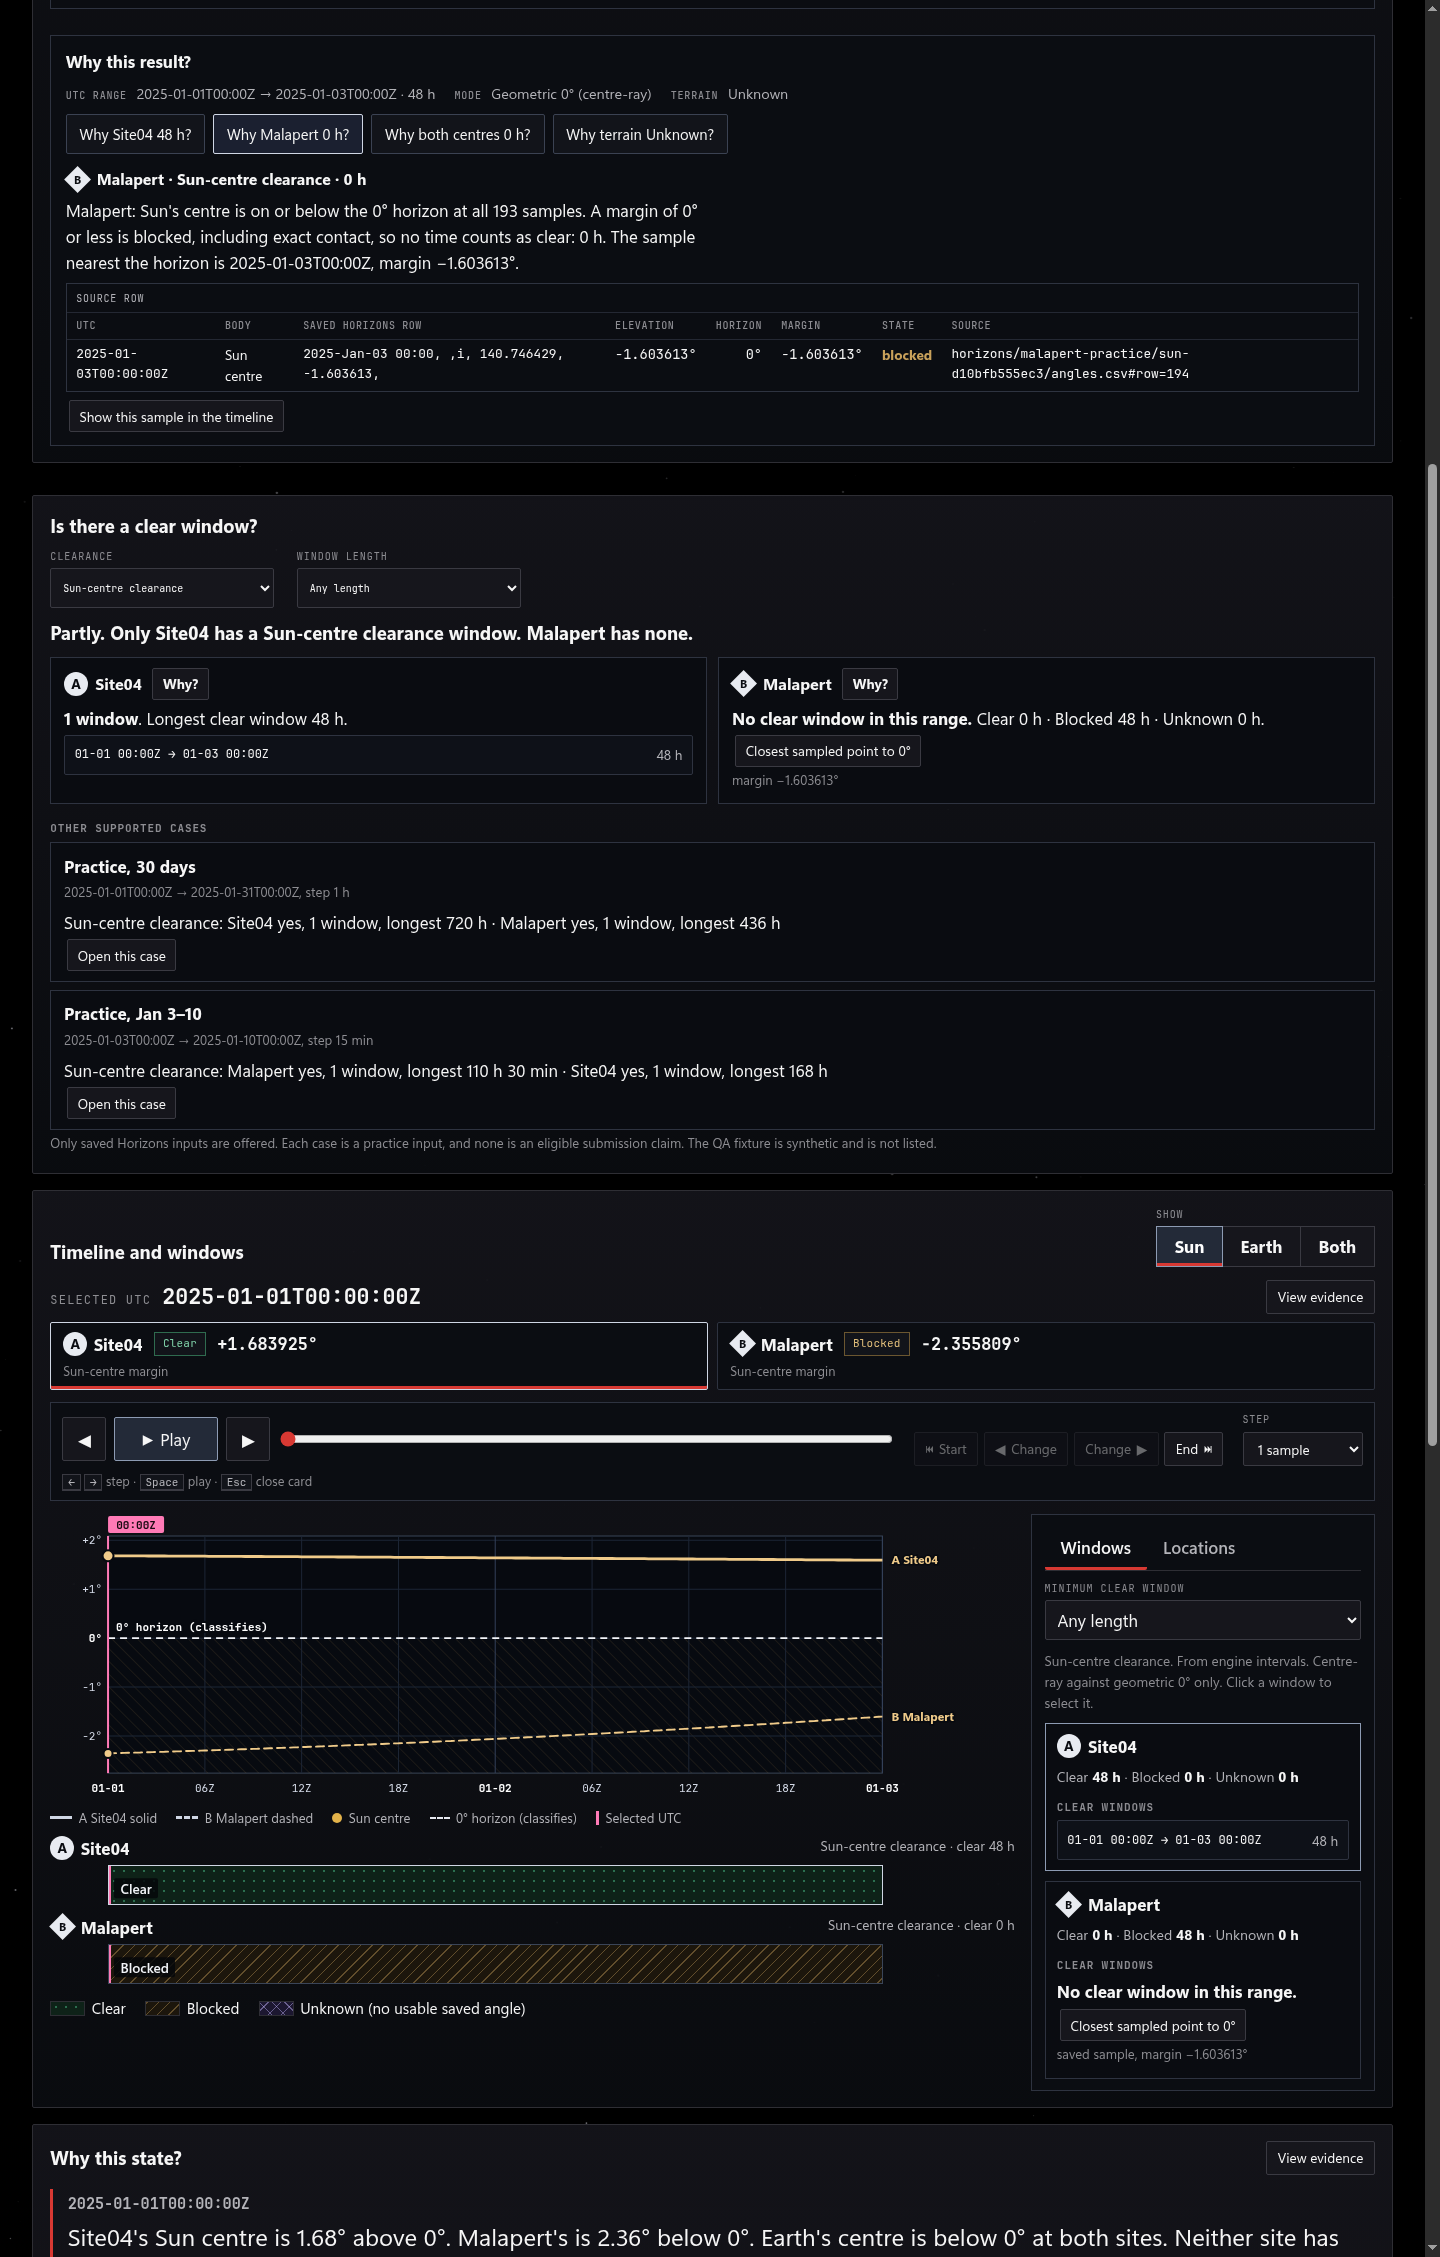 Why this result?
UTC RANGE 2025-01-01T00:00Z → 2025-01-03T00:00Z · 48 h MODE Geometric 0° (centre-ray) TERRAIN Unknown
Why Site04 48 h? Why Malapert 0 h? Why both centres 0 h? Why terrain Unknown?
B Malapert · Sun-centre clearance · 0 h
Malapert: Sun's centre is on or below the 0° horizon at all 193 samples. A margin of 0°
or less is blocked, including exact contact, so no time counts as clear: 0 h. The sample
nearest the horizon is 2025-01-03T00:00Z, margin −1.603613°.
SOURCE ROW
UTC BODY SAVED HORIZONS ROW ELEVATION HORIZON MARGIN STATE SOURCE
2025-01- Sun 2025-Jan-03 00:00, ,i, 140.746429, -1.603613° 0° -1.603613° blocked horizons/malapert-practice/sun-
03T00:00:00Z centre -1.603613, d10bfb555ec3/angles.csv#row=194
Show this sample in the timeline
Is there a clear window?
CLEARANCE WINDOW LENGTH
Sun-centre clearance Any length
Partly. Only Site04 has a Sun-centre clearance window. Malapert has none.
A Site04 Why? B Malapert Why?
1 window. Longest clear window 48 h. No clear window in this range. Clear 0 h · Blocked 48 h · Unknown 0 h.
01-01 00:00Z → 01-03 00:00Z 48 h Closest sampled point to 0°
margin −1.603613°
OTHER SUPPORTED CASES
Practice, 30 days
2025-01-01T00:00Z → 2025-01-31T00:00Z, step 1 h
Sun-centre clearance: Site04 yes, 1 window, longest 720 h · Malapert yes, 1 window, longest 436 h
Open this case
Practice, Jan 3–10
2025-01-03T00:00Z → 2025-01-10T00:00Z, step 15 min
Sun-centre clearance: Malapert yes, 1 window, longest 110 h 30 min · Site04 yes, 1 window, longest 168 h
Open this case
Only saved Horizons inputs are offered. Each case is a practice input, and none is an eligible submission claim. The QA fixture is synthetic and is not listed.
SHOW
Timeline and windows Sun Earth Both
SELECTED UTC 2025-01-01T00:00:00Z View evidence
A Site04 Clear +1.683925° B Malapert Blocked -2.355809°
Sun-centre margin Sun-centre margin
STEP
◀ ▶ Play ▶ ⏮ Start ◀ Change Change ▶ End ⏭ 1 sample
← → step · Space play · Esc close card
00:00Z
+2°
A Site04
+1°
0° horizon (classifies)
0°
-1°
B Malapert
-2°
01-01 06Z 12Z 18Z 01-02 06Z 12Z 18Z 01-03
A Site04 solid B Malapert dashed Sun centre 0° horizon (classifies) Selected UTC
A Site04 Sun-centre clearance · clear 48 h
Clear
B Malapert Sun-centre clearance · clear 0 h
Blocked
Clear Blocked Unknown (no usable saved angle)
Windows Locations
MINIMUM CLEAR WINDOW
Any length
Sun-centre clearance. From engine intervals. Centre-
ray against geometric 0° only. Click a window to
select it.
A Site04
Clear 48 h · Blocked 0 h · Unknown 0 h
CLEAR WINDOWS
01-01 00:00Z → 01-03 00:00Z 48 h
B Malapert
Clear 0 h · Blocked 48 h · Unknown 0 h
CLEAR WINDOWS
No clear window in this range.
Closest sampled point to 0°
saved sample, margin −1.603613°
Why this state? View evidence
2025-01-01T00:00:00Z
Site04's Sun centre is 1.68° above 0°. Malapert's is 2.36° below 0°. Earth's centre is below 0° at both sites. Neither site has